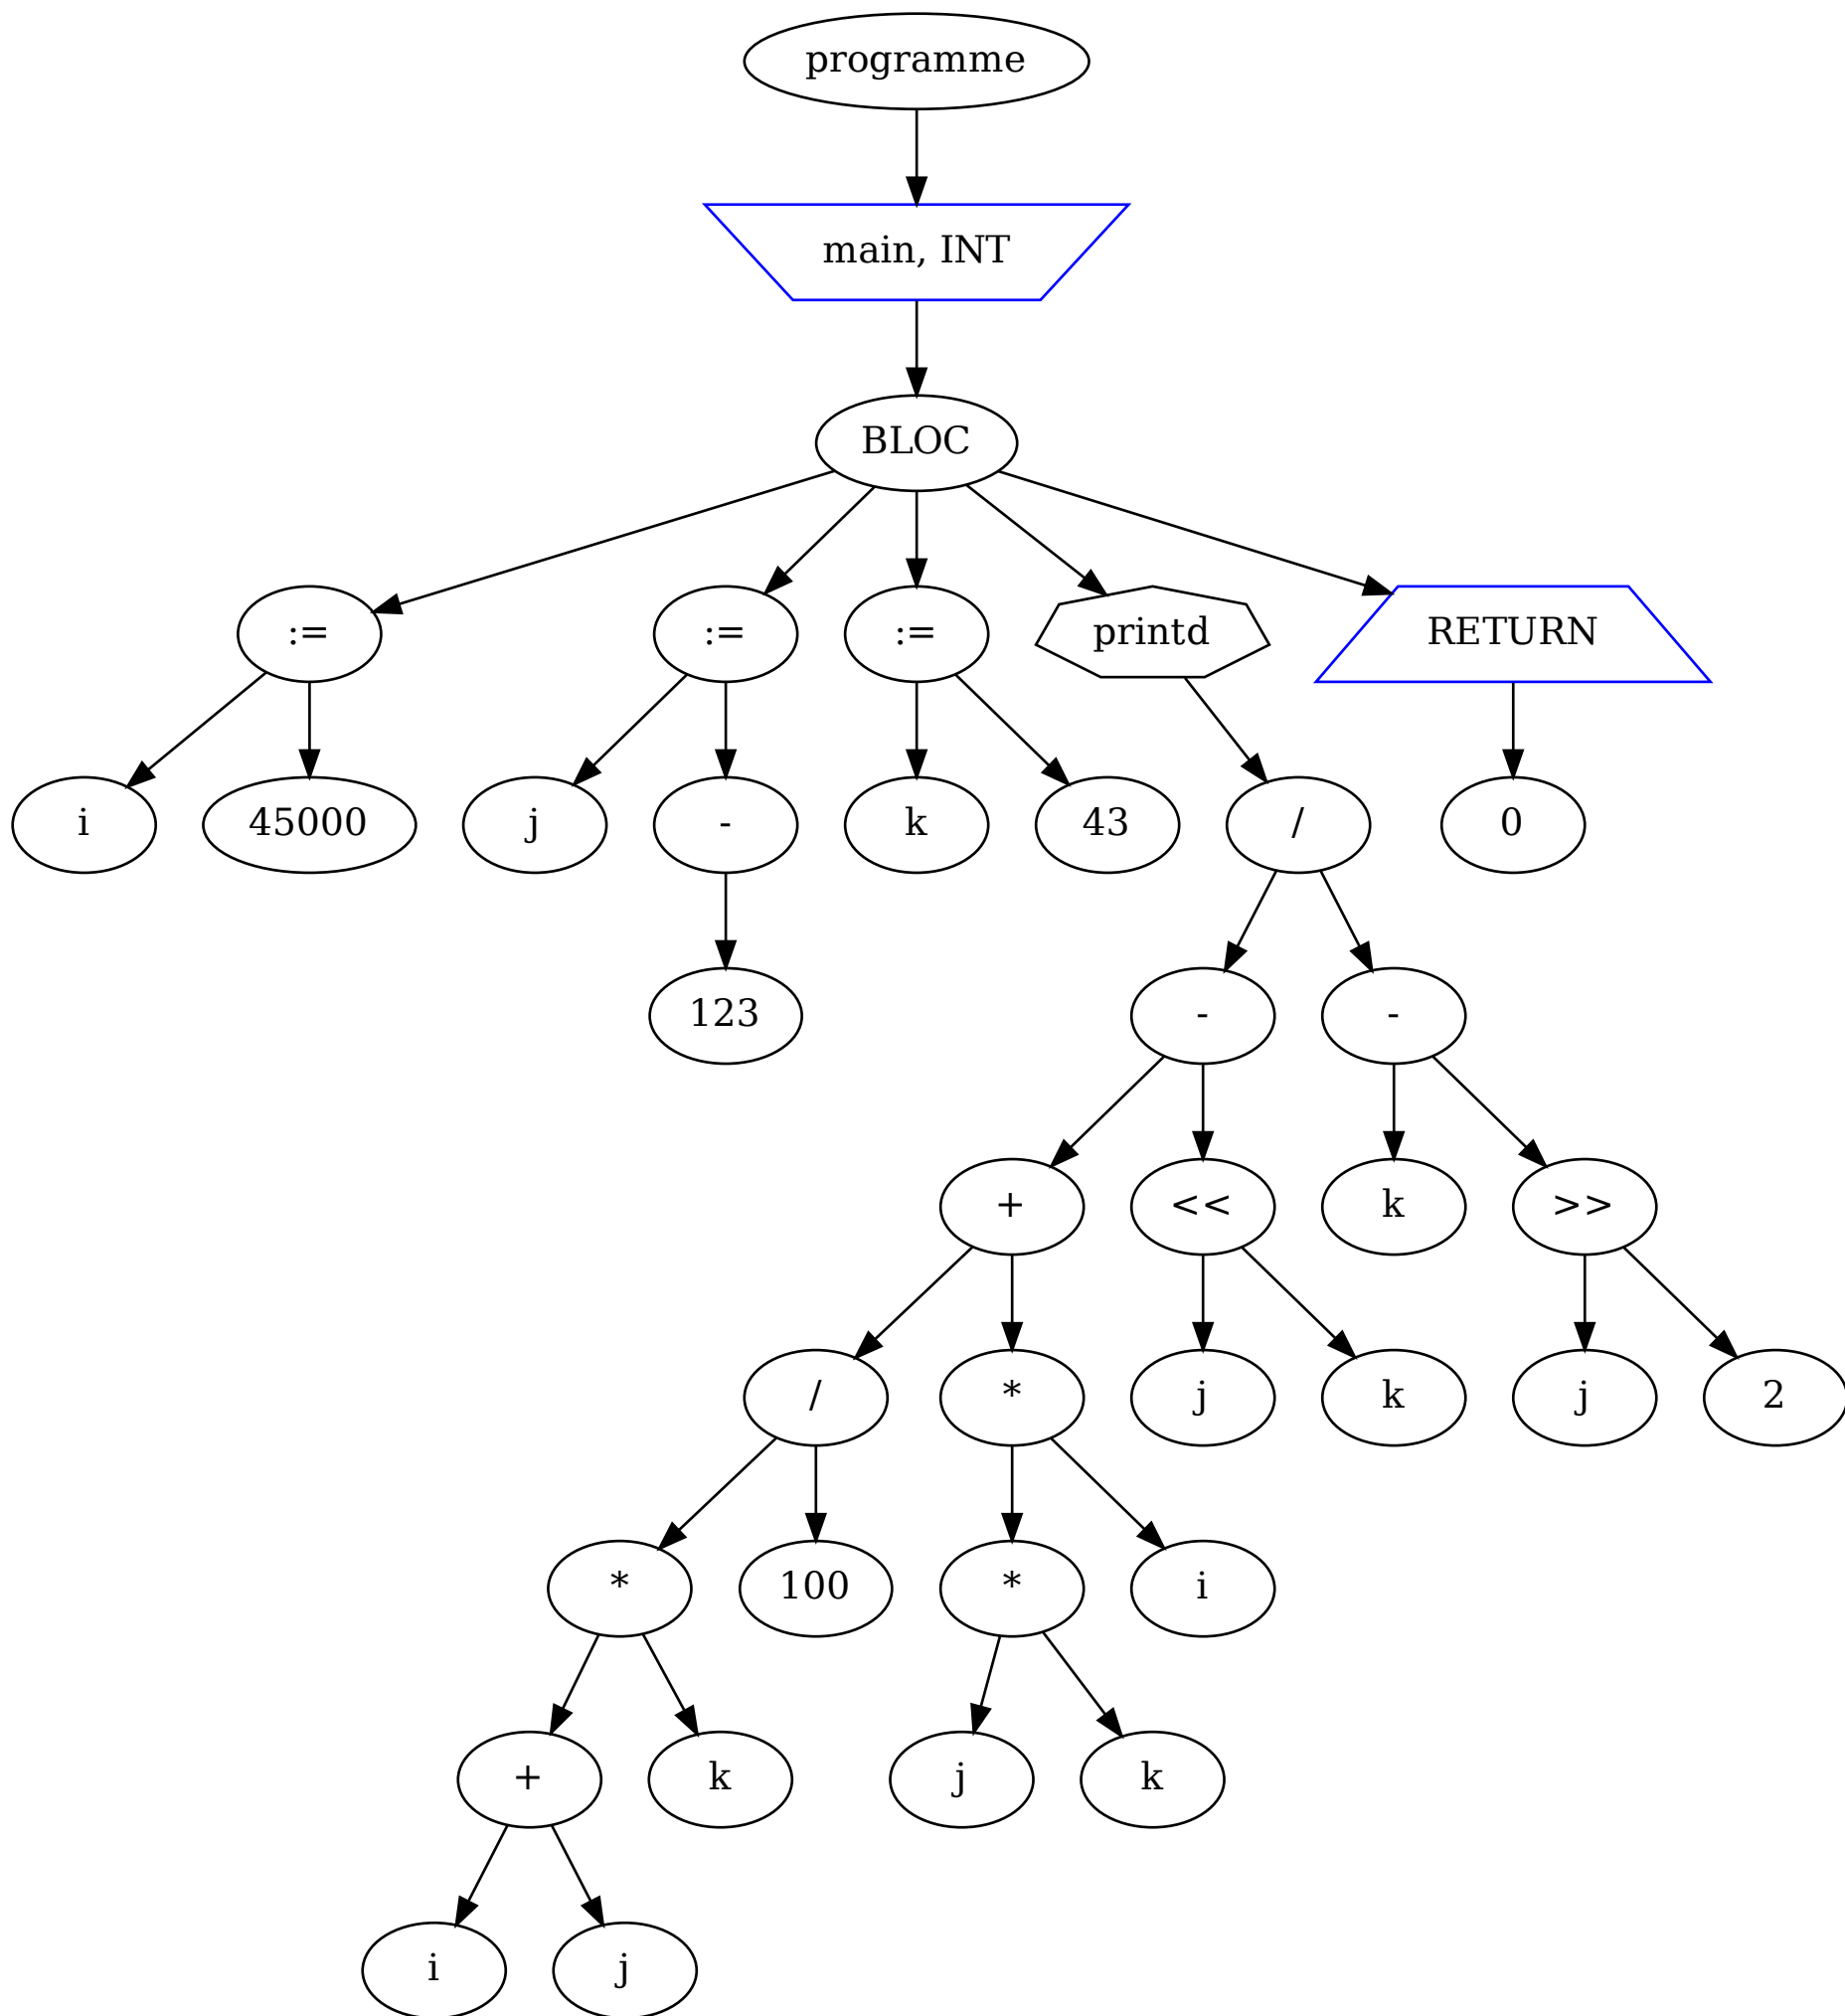 programme
main, INT
BLOC
:= := := printd RETURN
i 45000 j - k 43 / 0
123 - -
+ << k >>
/ * j k j 2
* 100 * i
+ k j k
i j